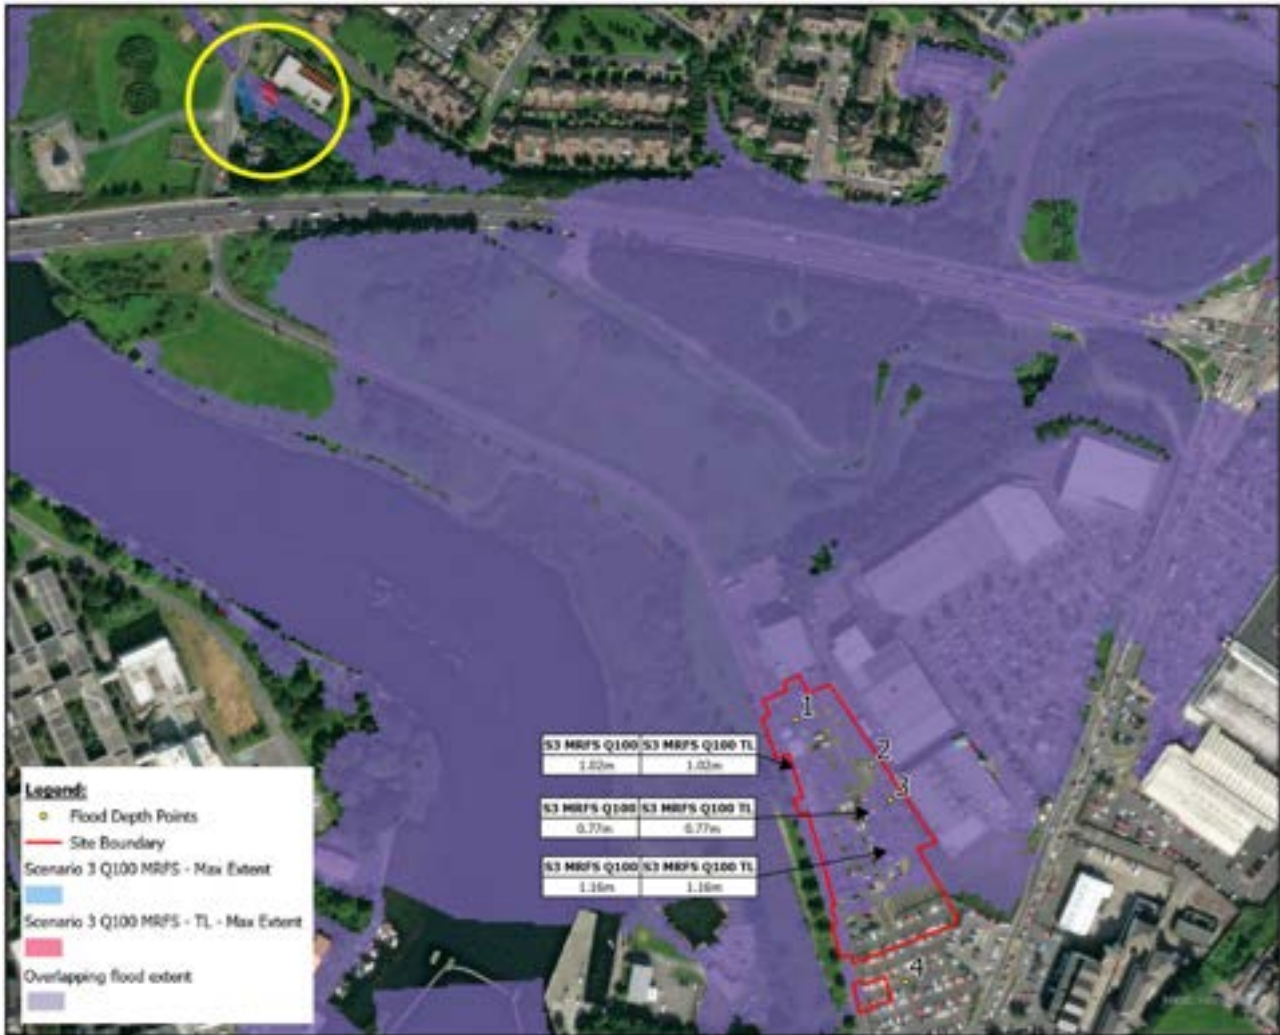 1
2
3
4
S3 MRFS Q100 S3 MRFS Q100 TL
1.02m 1.02m
S3 MRFS Q100 S3 MRFS Q100 TL
0.77m 0.77m
S3 MRFS Q100 S3 MRFS Q100 TL
1.16m 1.16m
Legend:
Flood Depth Points
Site Boundary
Scenario 3 Q100 MRFS - Max Extent
Scenario 3 Q100 MRFS - TL - Max Extent
Overlapping flood extent